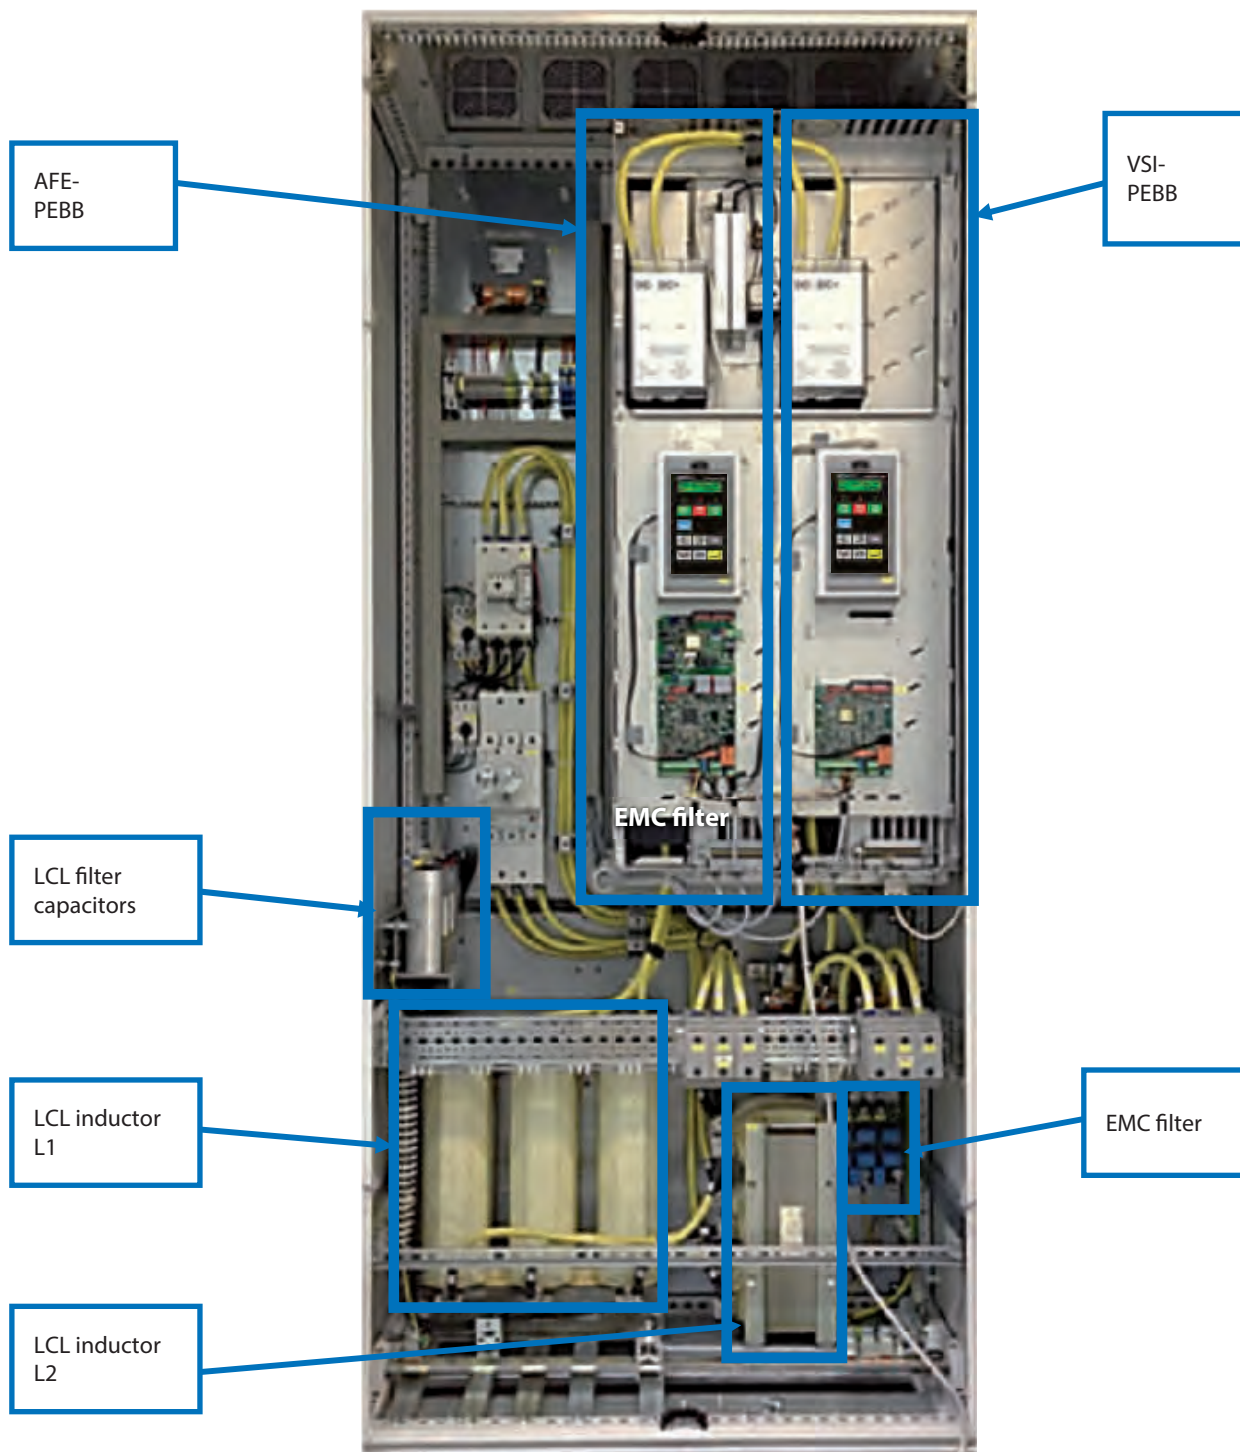 AFE-
PEBB
VSI-
PEBB
EMC filter
LCL filter
capacitors
LCL inductor
L1
EMC filter
LCL inductor
L2